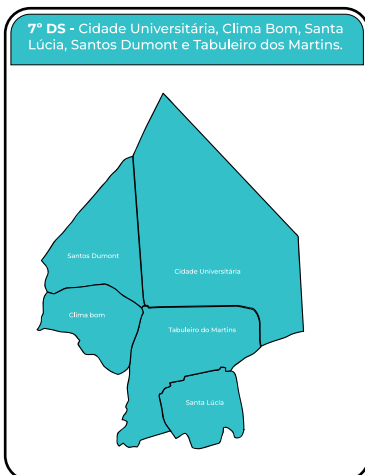 7º DS - Cidade Universitária, Clima Bom, Santa
Lúcia, Santos Dumont e Tabuleiro dos Martins.
Santos Dumont
Cidade Universitária
Clima bom
Tabuleiro do Martins
Santa Lúcia